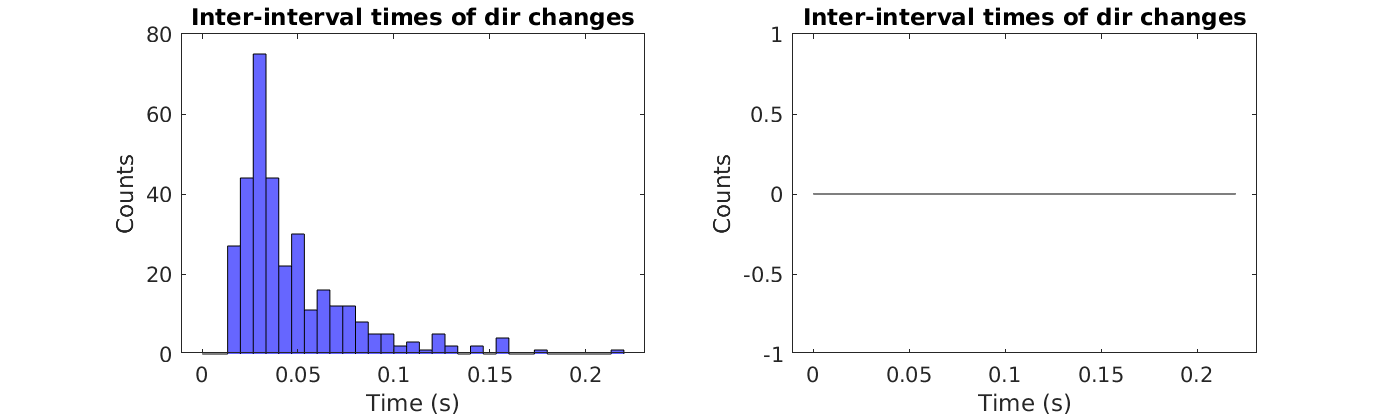 Inter-interval times of dir changes
80
60
40
20
0
Counts
0 0.05 0.1 0.15 0.2
Time (s)
Inter-interval times of dir changes
1
0.5
0
-0.5
-1
Counts
0 0.05 0.1 0.15 0.2
Time (s)